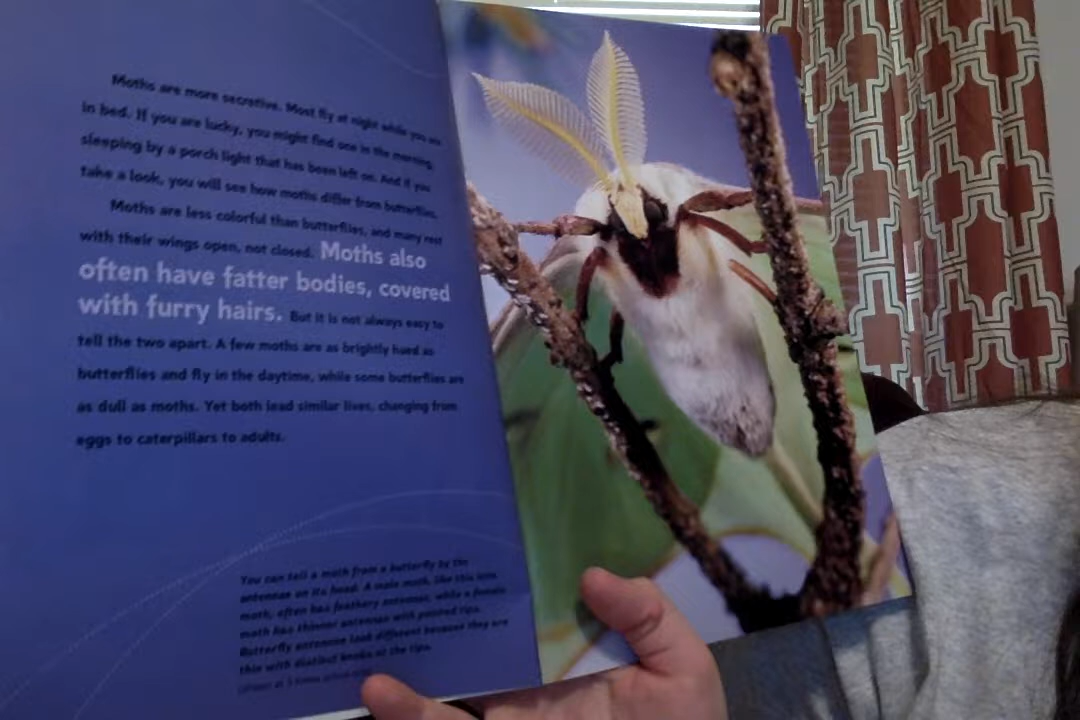 Moths are more secretive. Most fly at night while you are
in bed. If you are lucky, you might find one in the morning,
sleeping by a porch light that has been left on. And if you
take a look, you will see how moths differ from butterflies.
Moths are less colorful than butterflies, and many rest
with their wings open, not closed. Moths also
often have fatter bodies, covered
with furry hairs. But it is not always easy to
tell the two apart. A few moths are as brightly hued as
butterflies and fly in the daytime, while some butterflies are
as dull as moths. Yet both lead similar lives, changing from
eggs to caterpillars to adults.
You can tell a moth from a butterfly by the
antennae on its head. A male moth, like this luna
moth, often has feathery antennae, while a female
moth has thinner antennae with pointed tips.
Butterfly antennae look different because they are
thin with distinct knobs at the tips.